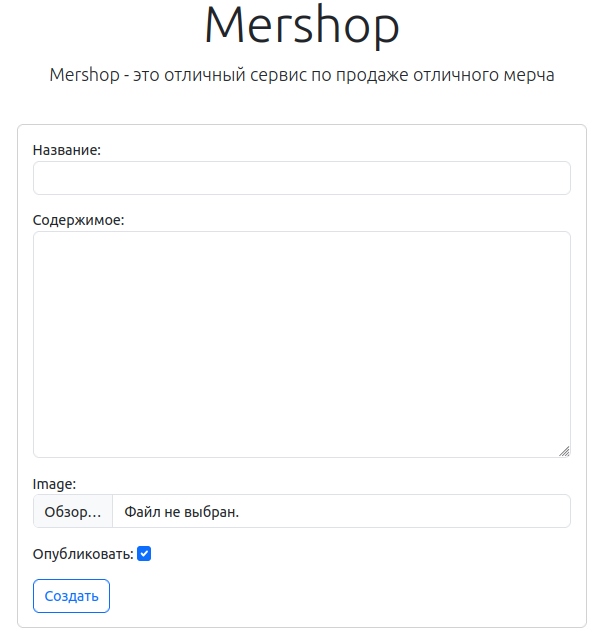 Mershop
Mershop - это отличный сервис по продаже отличного мерча
Название:
Содержимое:
Image:
Обзор... Файл не выбран.
Опубликовать:
Создать